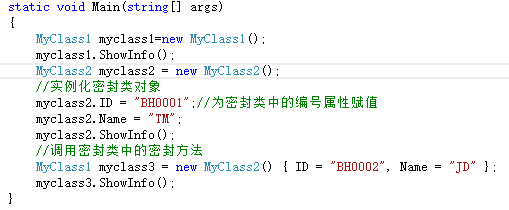 static void Main(string[] args)
{
MyClass1 myclass1=new MyClass1();
myclass1.ShowInfo();
MyClass2 myclass2 = new MyClass2();
//实例化密封类对象
myclass2.ID = "BH0001";//为密封类中的编号属性赋值
myclass2.Name = "TM";
myclass2.ShowInfo();
//调用密封类中的密封方法
MyClass1 myclass3 = new MyClass2() { ID = "BH0002", Name = "JD" };
myclass3.ShowInfo();
}